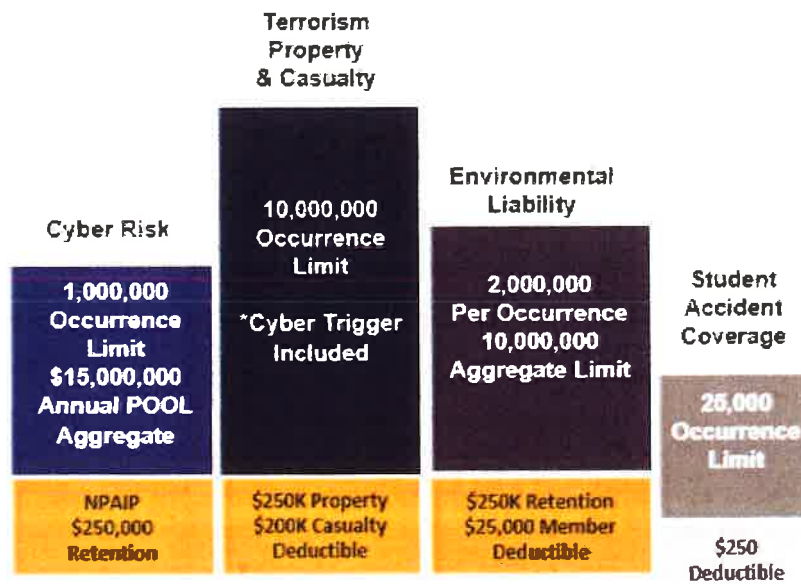 Terrorism
Property
& Casualty
Environmental
Liability
Cyber Risk
Student
Accident
Coverage
10,000,000
Occurrence
Limit
*Cyber Trigger
Included
1,000,000
Occurrence
Limit
$15,000,000
Annual POOL
Aggregate
2,000,000
Per Occurrence
10,000,000
Aggregate Limit
25,000
Occurrence
Limit
NPAIP
$250,000
Retention
$250K Property
$200K Casualty
Deductible
$250K Retention
$25,000 Member
Deductible
$250
Deductible